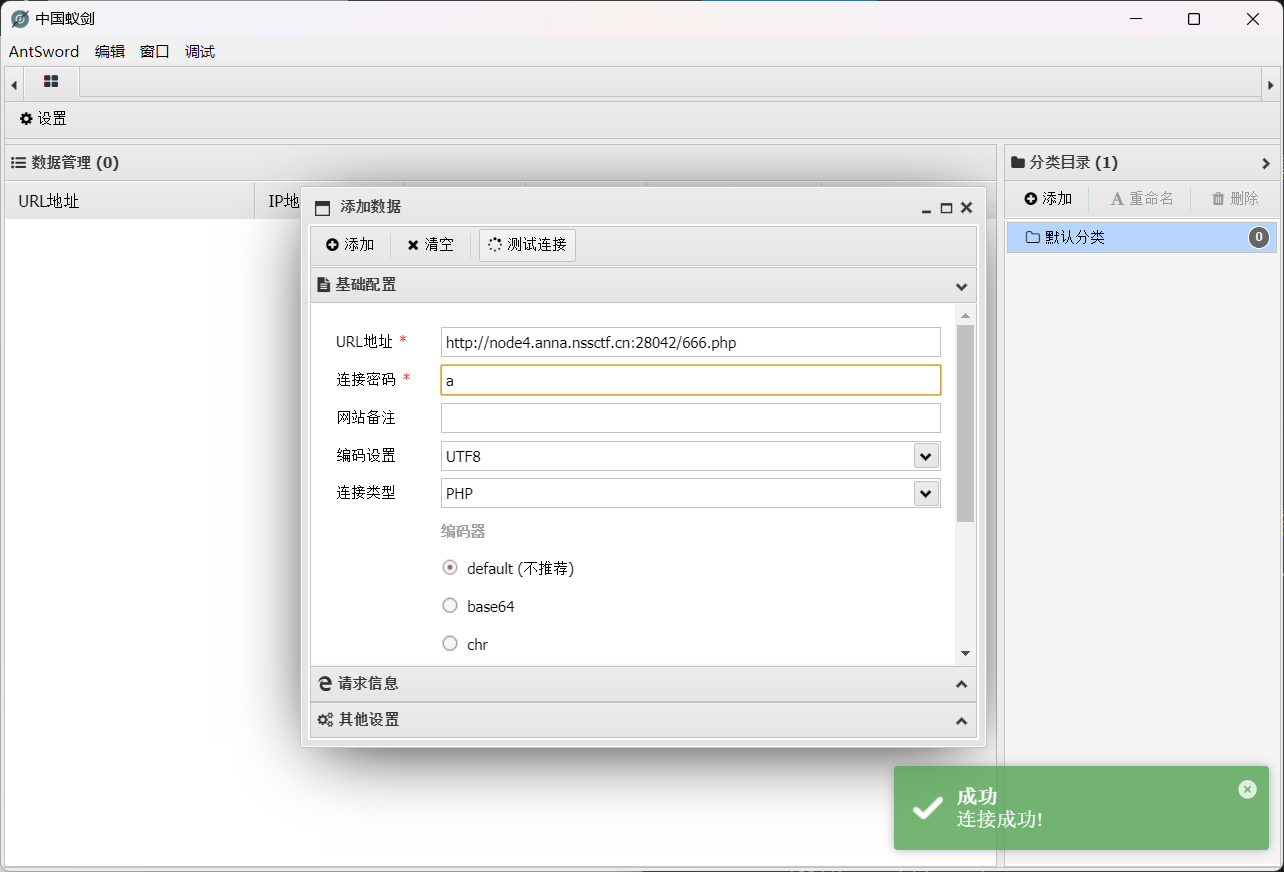 中国蚁剑
AntSword 编辑 窗口 调试
设置
数据管理 (0)
URL地址 IP地
分类目录 (1)
添加 重命名 删除
默认分类 0
添加数据
添加 清空 测试连接
基础配置
URL地址 * http://node4.anna.nssctf.cn:28042/666.php
连接密码 * a
网站备注
编码设置 UTF8
连接类型 PHP
编码器
default (不推荐)
base64
chr
请求信息
其他设置
成功
连接成功!